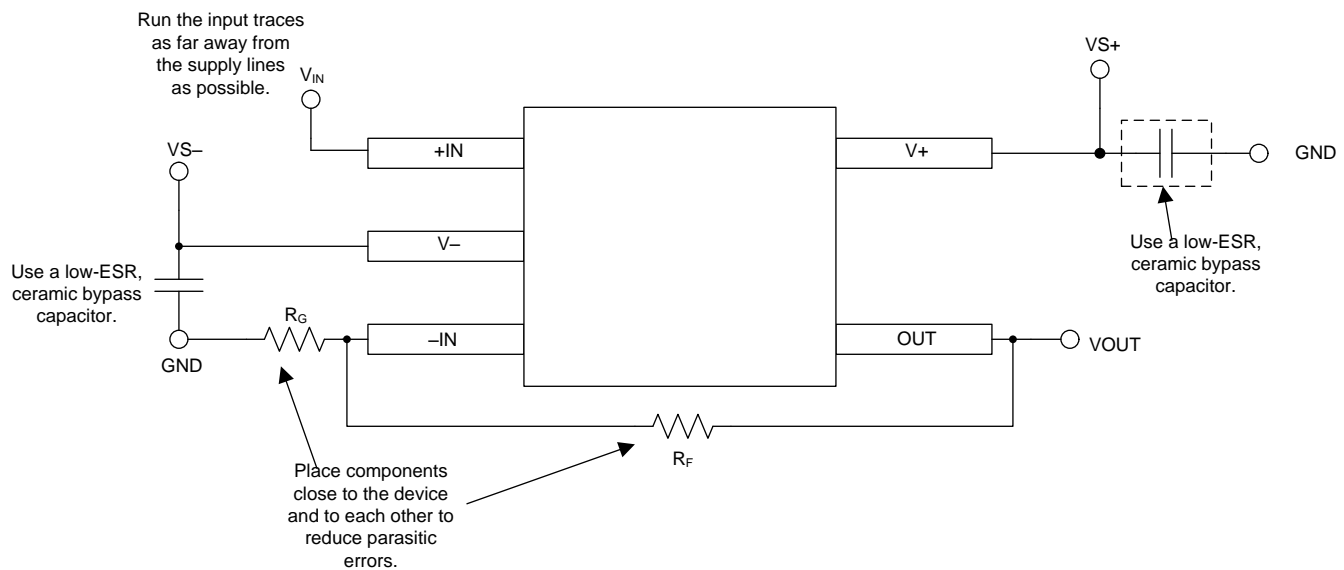 Run the input traces
as far away from
the supply lines
as possible.
VIN
VS+
VS–
+IN
V+
GND
V–
Use a low-ESR,
ceramic bypass
capacitor.
Use a low-ESR,
ceramic bypass
capacitor.
RG
–IN
OUT
VOUT
GND
RF
Place components
close to the device
and to each other to
reduce parasitic
errors.